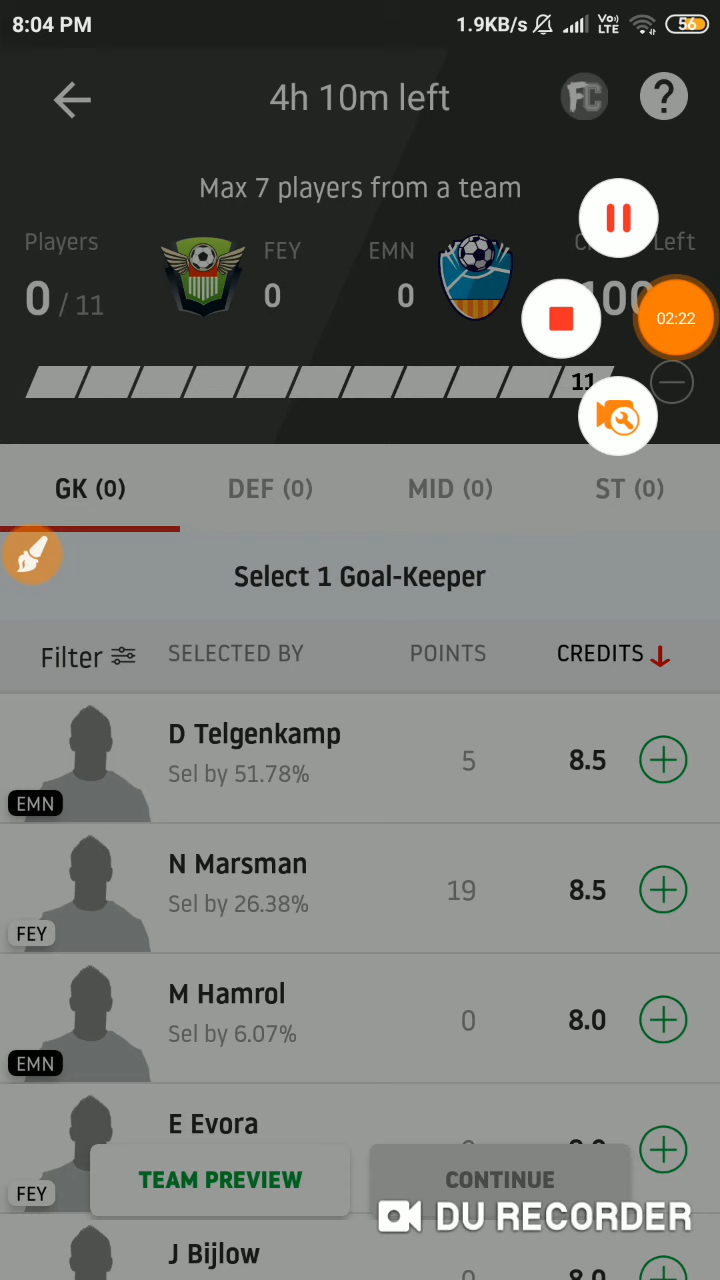 8:04 PM 1.9KB/s Vo) LTE 56
4h 10m left FC ?
Max 7 players from a team
Players FEY EMN Left
0 / 11 0 0 100
02:22
11
GK (0) DEF (0) MID (0) ST (0)
Select 1 Goal-Keeper
Filter SELECTED BY POINTS CREDITS
D Telgenkamp
Sel by 51.78% 5 8.5
EMN
N Marsman
Sel by 26.38% 19 8.5
FEY
M Hamrol
Sel by 6.07% 0 8.0
EMN
E Evora
FEY
TEAM PREVIEW CONTINUE
DU RECORDER
J Bijlow